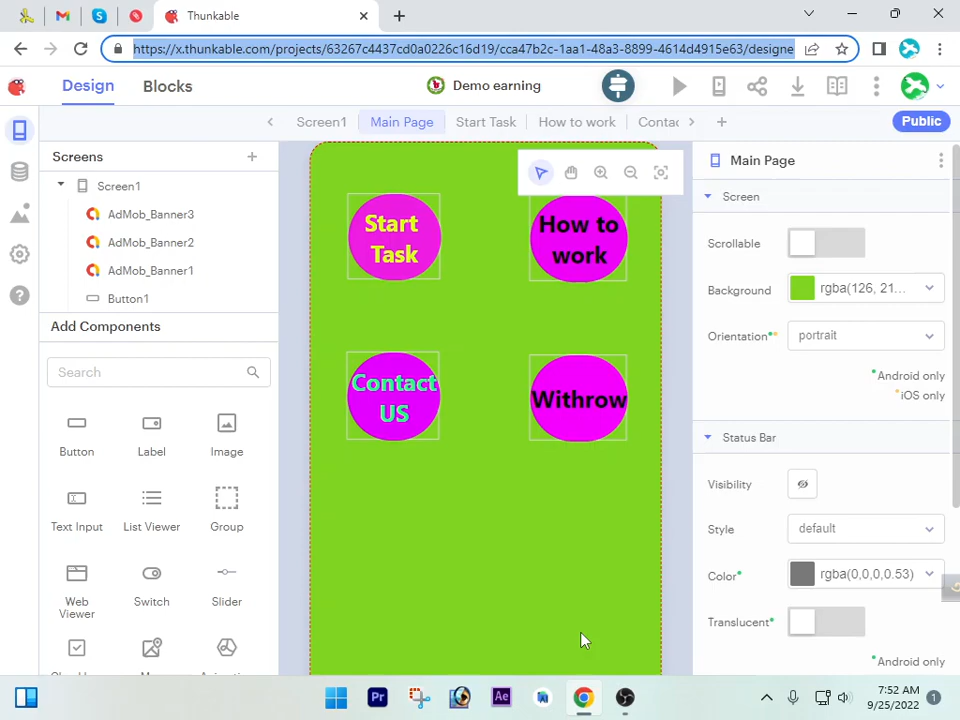 Thunkable
https://x.thunkable.com/projects/63267c4437cd0a0226c16d19/cca47b2c-1aa1-48a3-8899-4614d4915e63/designe
Design
Blocks
Demo earning
Screen1
Main Page
Start Task
How to work
Contac
Public
Screens
Screen1
AdMob_Banner3
AdMob_Banner2
AdMob_Banner1
Button1
Add Components
Search
Button
Label
Image
Text Input
List Viewer
Group
Web
Viewer
Switch
Slider
Start
Task
How to
work
Contact
US
Withrow
Main Page
Screen
Scrollable
Background
rgba(126, 21...
Orientation
portrait
Android only
iOS only
Status Bar
Visibility
Style
default
Color
rgba(0,0,0,0.53)
Translucent
Android only
Pr
Ae
7:52 AM
9/25/2022
1